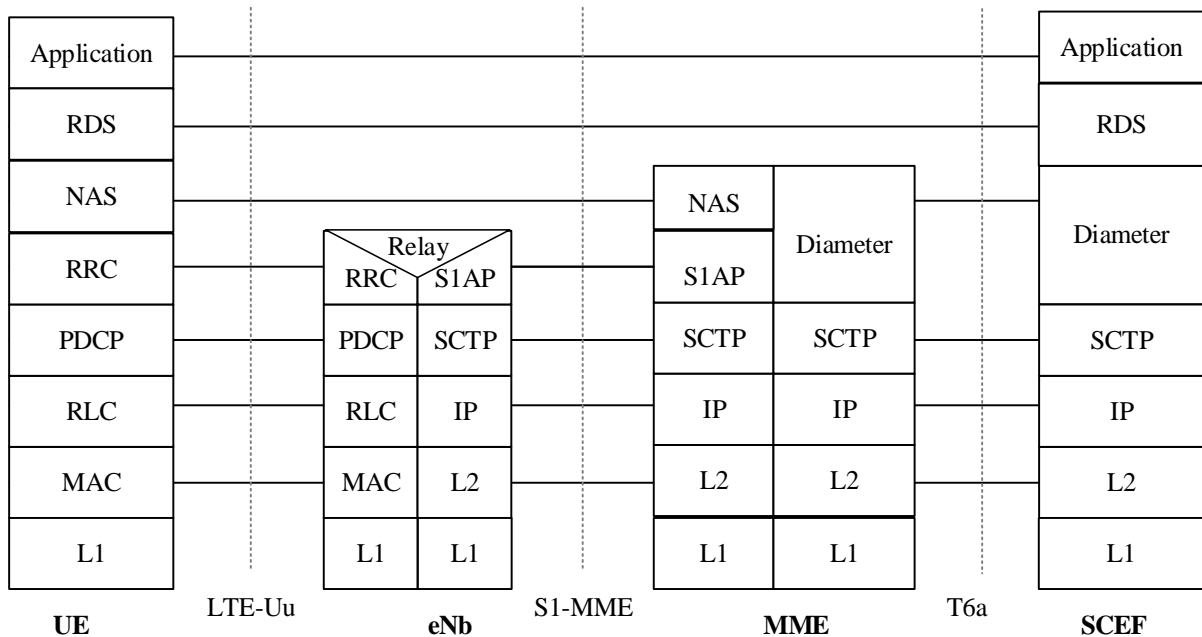 Application
Application
RDS
RDS
NAS
NAS
Diameter
Diameter
RRC
Relay
RRC
S1AP
S1AP
PDCP
PDCP
SCTP
SCTP
SCTP
SCTP
RLC
RLC
IP
IP
IP
IP
MAC
MAC
L2
L2
L2
L2
L1
L1
L1
L1
L1
L1
LTE-Uu
S1-MME
T6a
UE
eNb
MME
SCEF